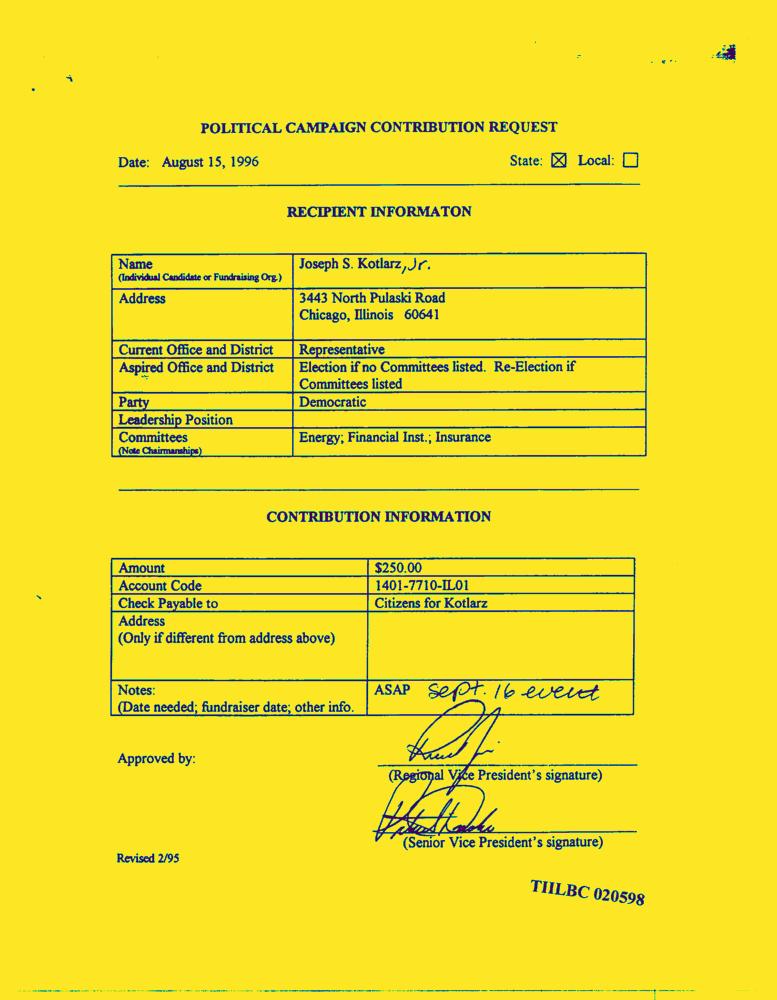 POLITICAL CAMPAIGN CONTRIBUTION REQUEST
Date: August 15, 1996 State: ☒ Local: ☐
RECIPIENT INFORMATON
Name Joseph S. Kotlarz, Jr.
(Individual Candidate or Fundraising Org.)
Address 3443 North Pulaski Road
Chicago, Illinois 60641
Current Office and District Representative
Aspired Office and District Election if no Committees listed. Re-Election if
Committees listed
Party Democratic
Leadership Position
Committees Energy; Financial Inst.; Insurance
(Note Chairmanships)
CONTRIBUTION INFORMATION
Amount $250.00
Account Code 1401-7710-IL01
Check Payable to Citizens for Kotlarz
Address
(Only if different from address above)
Notes: ASAP Sept. 16 event
(Date needed; fundraiser date; other info.
Approved by:
(Regional Vice President's signature)
(Senior Vice President's signature)
Revised 2/95
TIILBC 020598